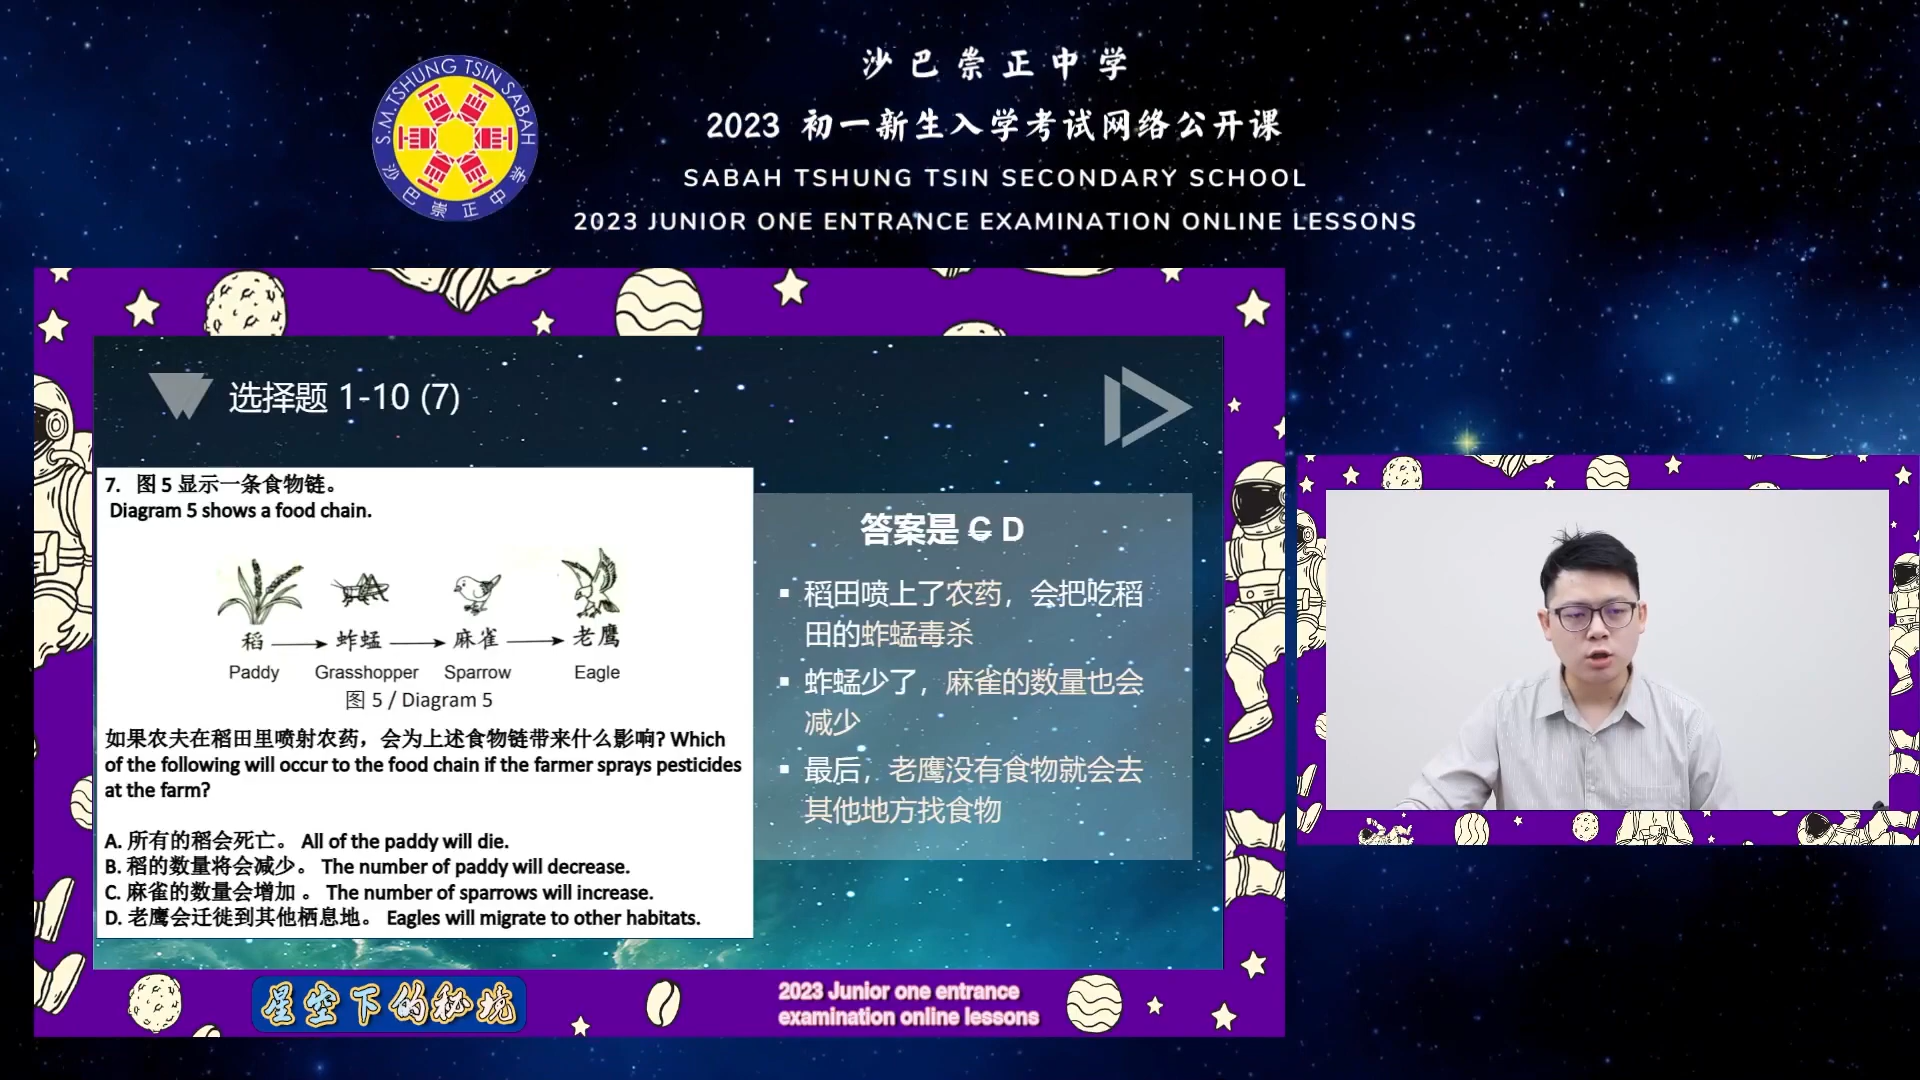 沙巴崇正中学
2023 初一新生入学考试网络公开课
SABAH TSHUNG TSIN SECONDARY SCHOOL
2023 JUNIOR ONE ENTRANCE EXAMINATION ONLINE LESSONS
S.M TSHUNG TSIN SABAH
沙巴崇正中学
选择题 1-10 (7)
7. 图 5 显示一条食物链。
Diagram 5 shows a food chain.
稻 蚱蜢 麻雀 老鹰
Paddy Grasshopper Sparrow Eagle
图 5 / Diagram 5
如果农夫在稻田里喷射农药，会为上述食物链带来什么影响? Which
of the following will occur to the food chain if the farmer sprays pesticides
at the farm?
A. 所有的稻会死亡。 All of the paddy will die.
B. 稻的数量将会减少。 The number of paddy will decrease.
C. 麻雀的数量会增加 。 The number of sparrows will increase.
D. 老鹰会迁徙到其他栖息地。 Eagles will migrate to other habitats.
答案是 C D
▪ 稻田喷上了农药，会把吃稻
田的蚱蜢毒杀
▪ 蚱蜢少了，麻雀的数量也会
减少
▪ 最后，老鹰没有食物就会去
其他地方找食物
星空下的秘境
2023 Junior one entrance
examination online lessons